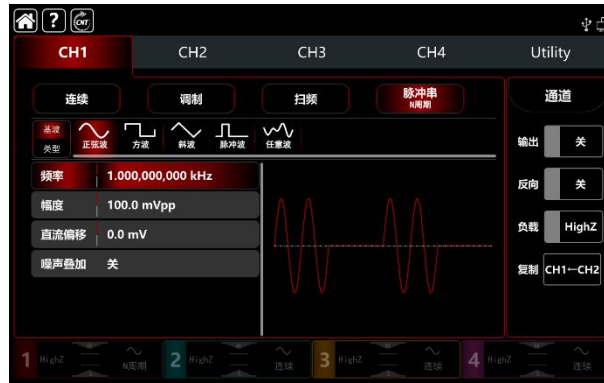 ? CNT
CH1 CH2 CH3 CH4 Utility
连续 调制 扫频 脉冲串 通道
N周期
基波
类型 正弦波 方波 斜波 脉冲波 任意波
输出 关
频率 1.000,000,000 kHz
反向 关
幅度 100.0 mVpp
直流偏移 0.0 mV
负载 HighZ
噪声叠加 关
复制 CH1←CH2
1 HighZ N周期 2 HighZ 连续 3 HighZ 连续 4 HighZ 连续